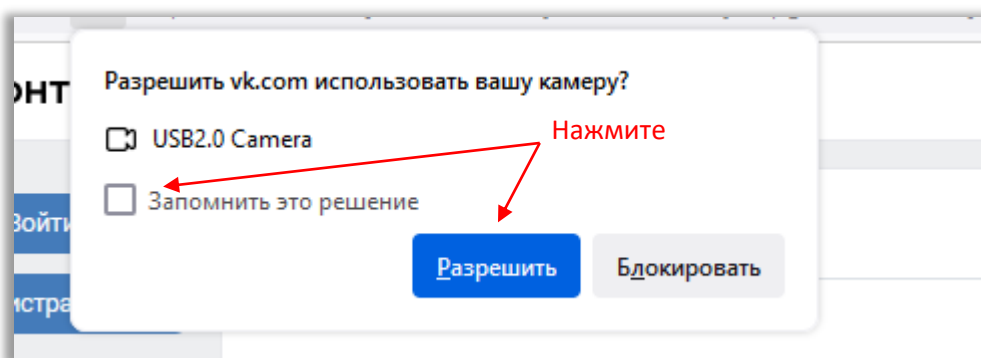 Разрешить vk.com использовать вашу камеру?
USB2.0 Camera
Нажмите
Запомнить это решение
Разрешить
Блокировать